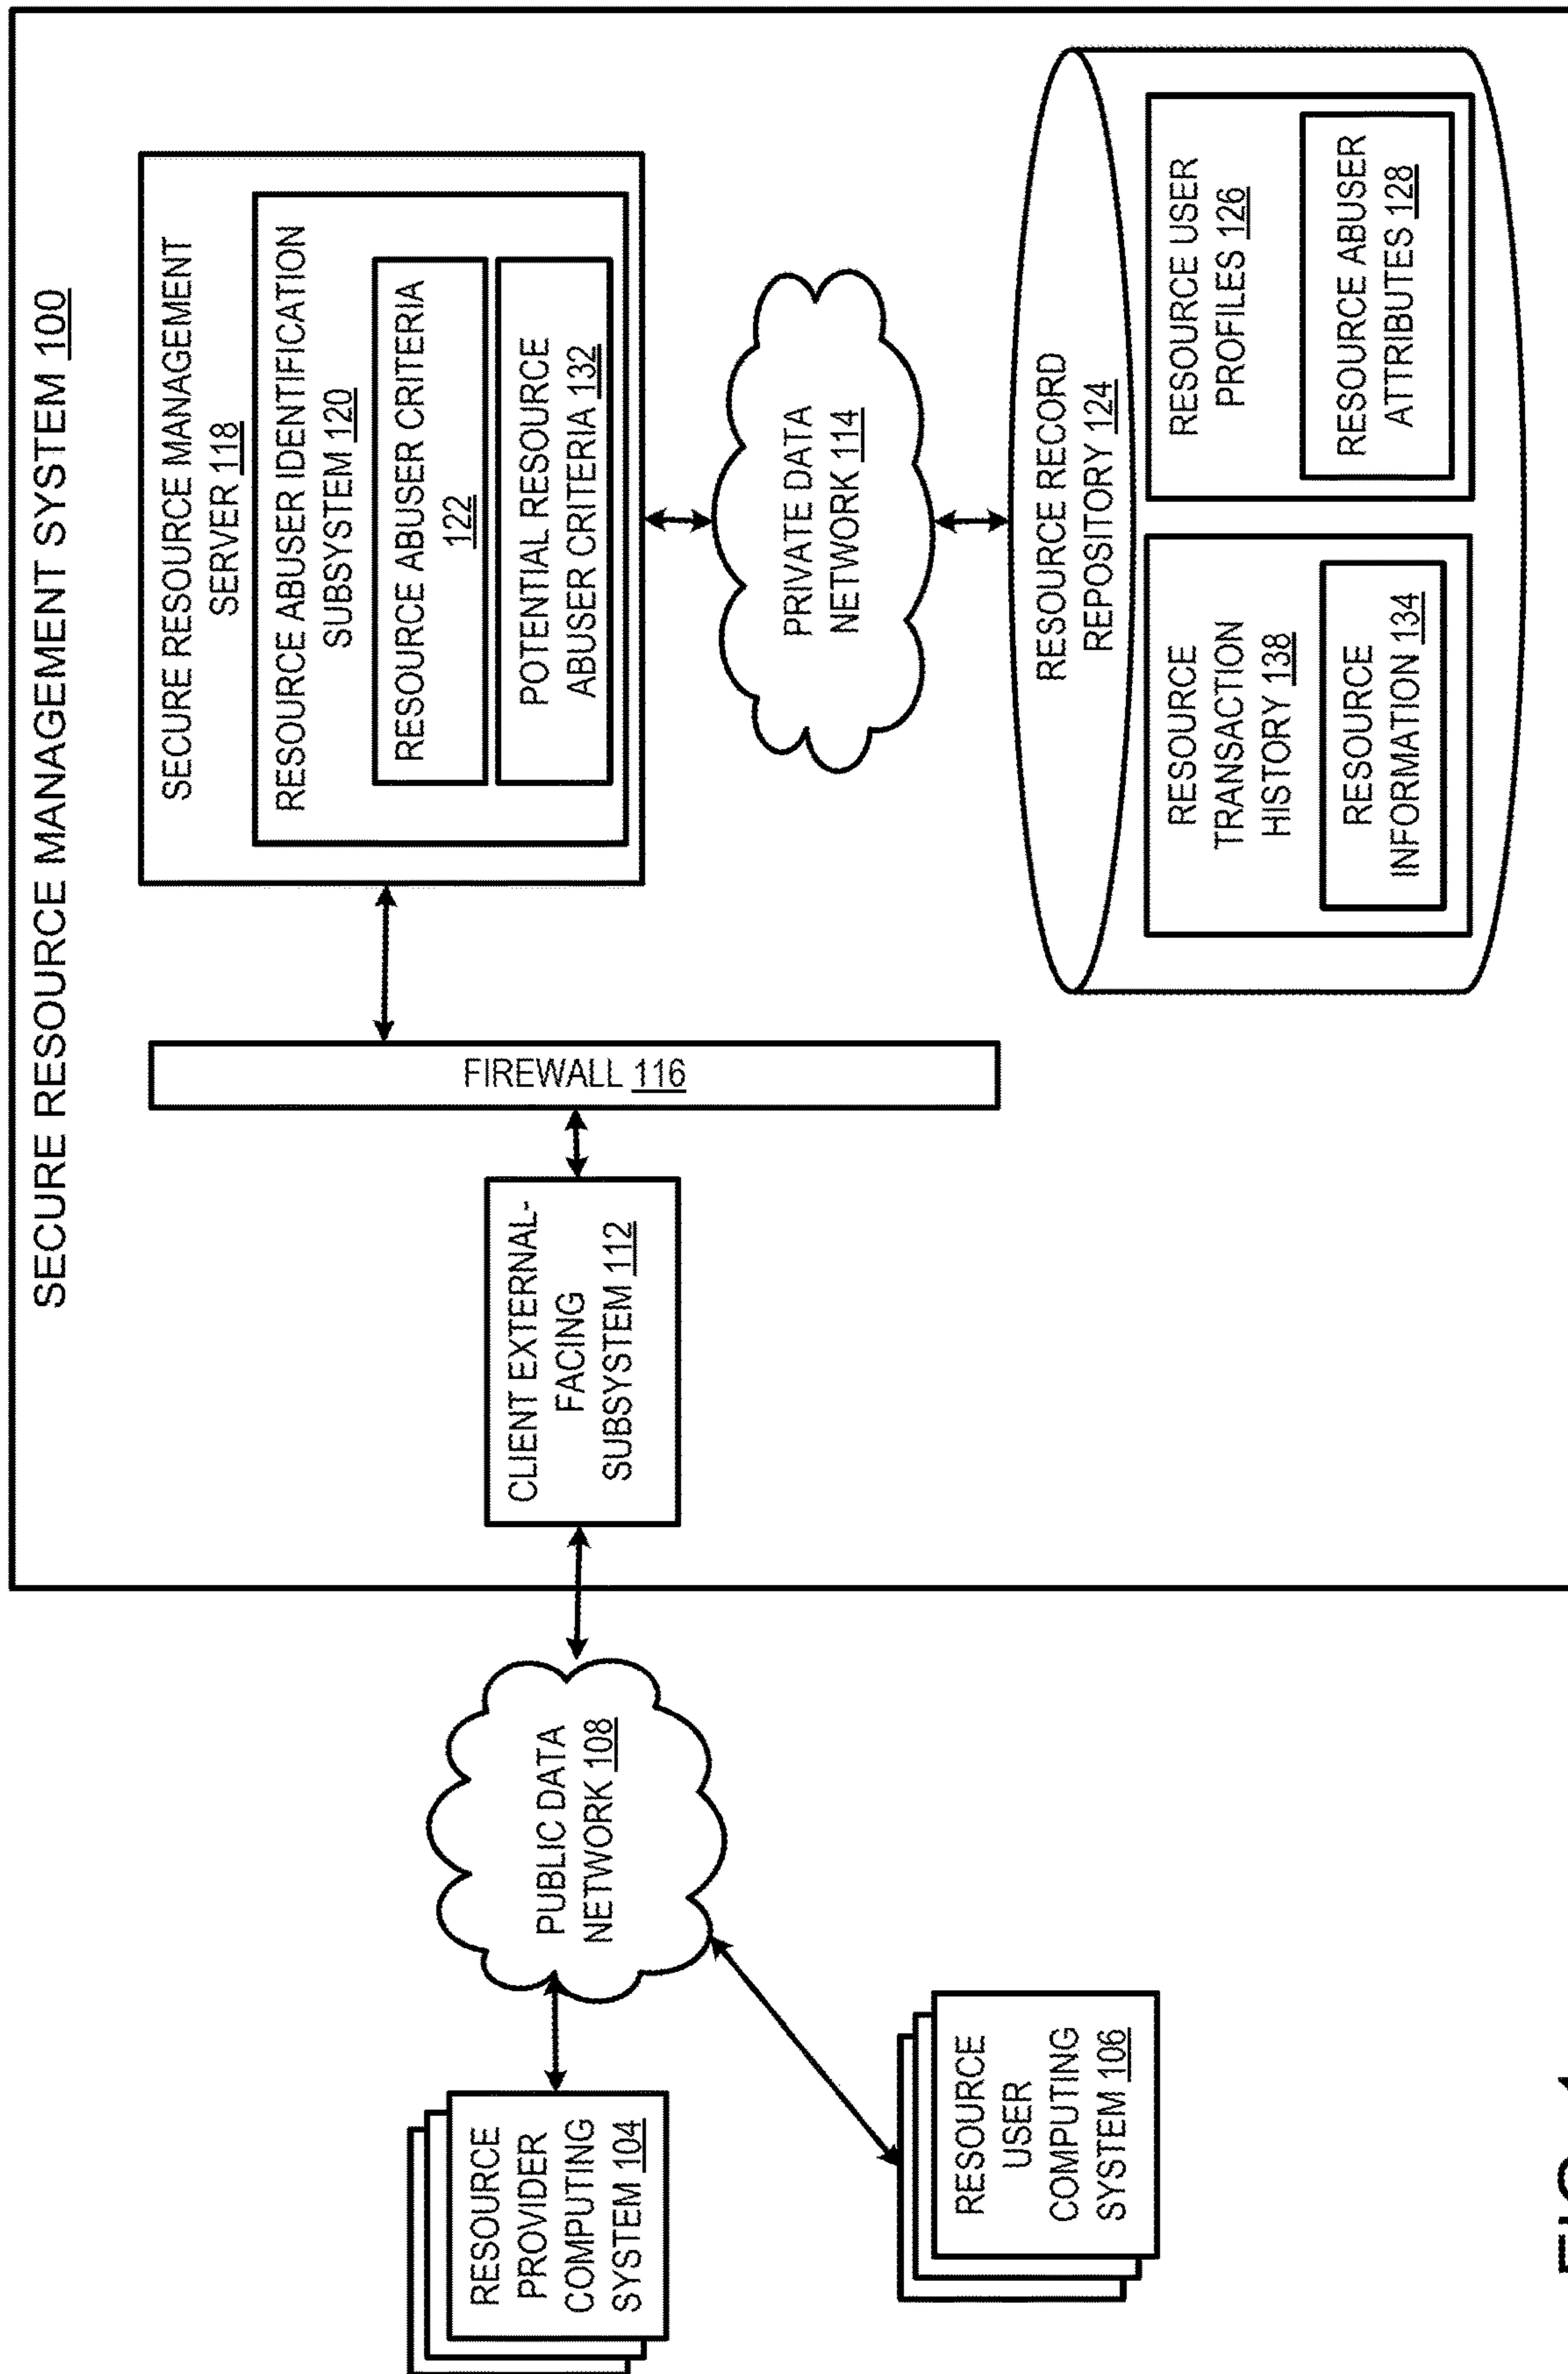 SECURE RESOURCE MANAGEMENT SYSTEM 100
SECURE RESOURCE MANAGEMENT
SERVER 118
RESOURCE ABUSER IDENTIFICATION
SUBSYSTEM 120
RESOURCE ABUSER CRITERIA
122
POTENTIAL RESOURCE
ABUSER CRITERIA 132
PRIVATE DATA
NETWORK 114
RESOURCE RECORD
REPOSITORY 124
RESOURCE
TRANSACTION
HISTORY 138
RESOURCE
INFORMATION 134
RESOURCE USER
PROFILES 126
RESOURCE ABUSER
ATTRIBUTES 128
FIREWALL 116
CLIENT EXTERNAL-
FACING
SUBSYSTEM 112
PUBLIC DATA
NETWORK 108
RESOURCE
PROVIDER
COMPUTING
SYSTEM 104
RESOURCE
USER
COMPUTING
SYSTEM 106